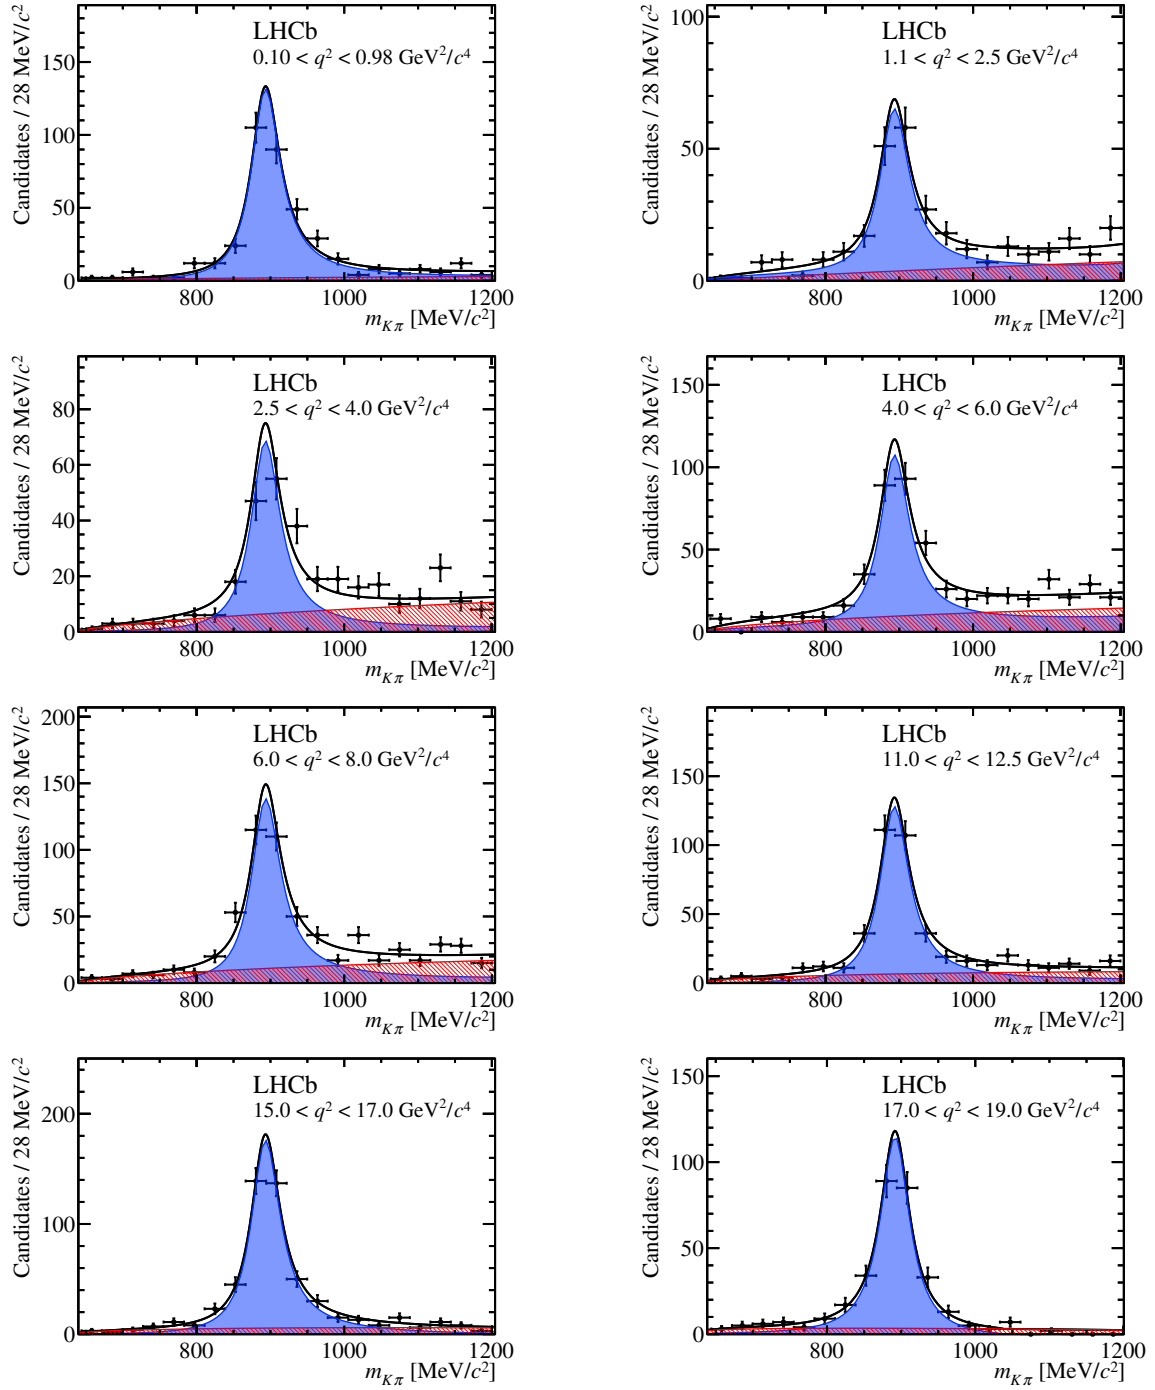 LHCb
0.10 < q² < 0.98 GeV²/c⁴
Candidates / 28 MeV/c²
150
100
50
0
800
1000
1200
m_Kπ [MeV/c²]
LHCb
1.1 < q² < 2.5 GeV²/c⁴
Candidates / 28 MeV/c²
100
50
0
800
1000
1200
m_Kπ [MeV/c²]
LHCb
2.5 < q² < 4.0 GeV²/c⁴
Candidates / 28 MeV/c²
80
60
40
20
0
800
1000
1200
m_Kπ [MeV/c²]
LHCb
4.0 < q² < 6.0 GeV²/c⁴
Candidates / 28 MeV/c²
150
100
50
0
800
1000
1200
m_Kπ [MeV/c²]
LHCb
6.0 < q² < 8.0 GeV²/c⁴
Candidates / 28 MeV/c²
200
150
100
50
0
800
1000
1200
m_Kπ [MeV/c²]
LHCb
11.0 < q² < 12.5 GeV²/c⁴
Candidates / 28 MeV/c²
150
100
50
0
800
1000
1200
m_Kπ [MeV/c²]
LHCb
15.0 < q² < 17.0 GeV²/c⁴
Candidates / 28 MeV/c²
200
100
0
800
1000
1200
m_Kπ [MeV/c²]
LHCb
17.0 < q² < 19.0 GeV²/c⁴
Candidates / 28 MeV/c²
150
100
50
0
800
1000
1200
m_Kπ [MeV/c²]